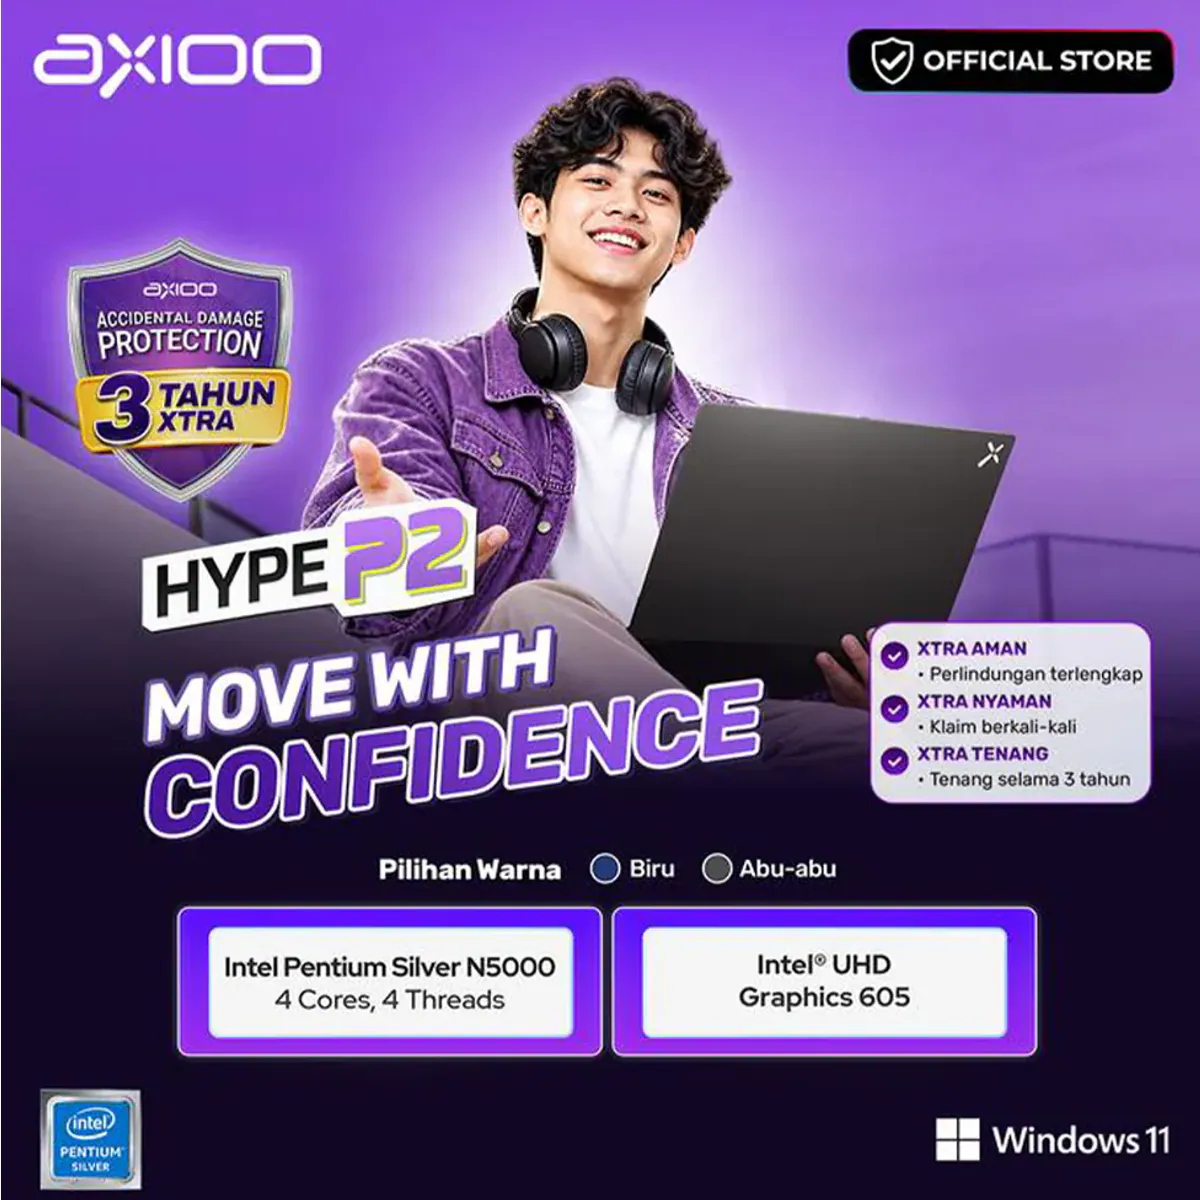 axioo
OFFICIAL STORE
axioo
ACCIDENTAL DAMAGE
PROTECTION
3 TAHUN
XTRA
HYPE P2
MOVE WITH
CONFIDENCE
XTRA AMAN
• Perlindungan terlengkap
XTRA NYAMAN
• Klaim berkali-kali
XTRA TENANG
• Tenang selama 3 tahun
Pilihan Warna Biru Abu-abu
Intel Pentium Silver N5000
4 Cores, 4 Threads
Intel® UHD
Graphics 605
intel
PENTIUM
SILVER
Windows 11